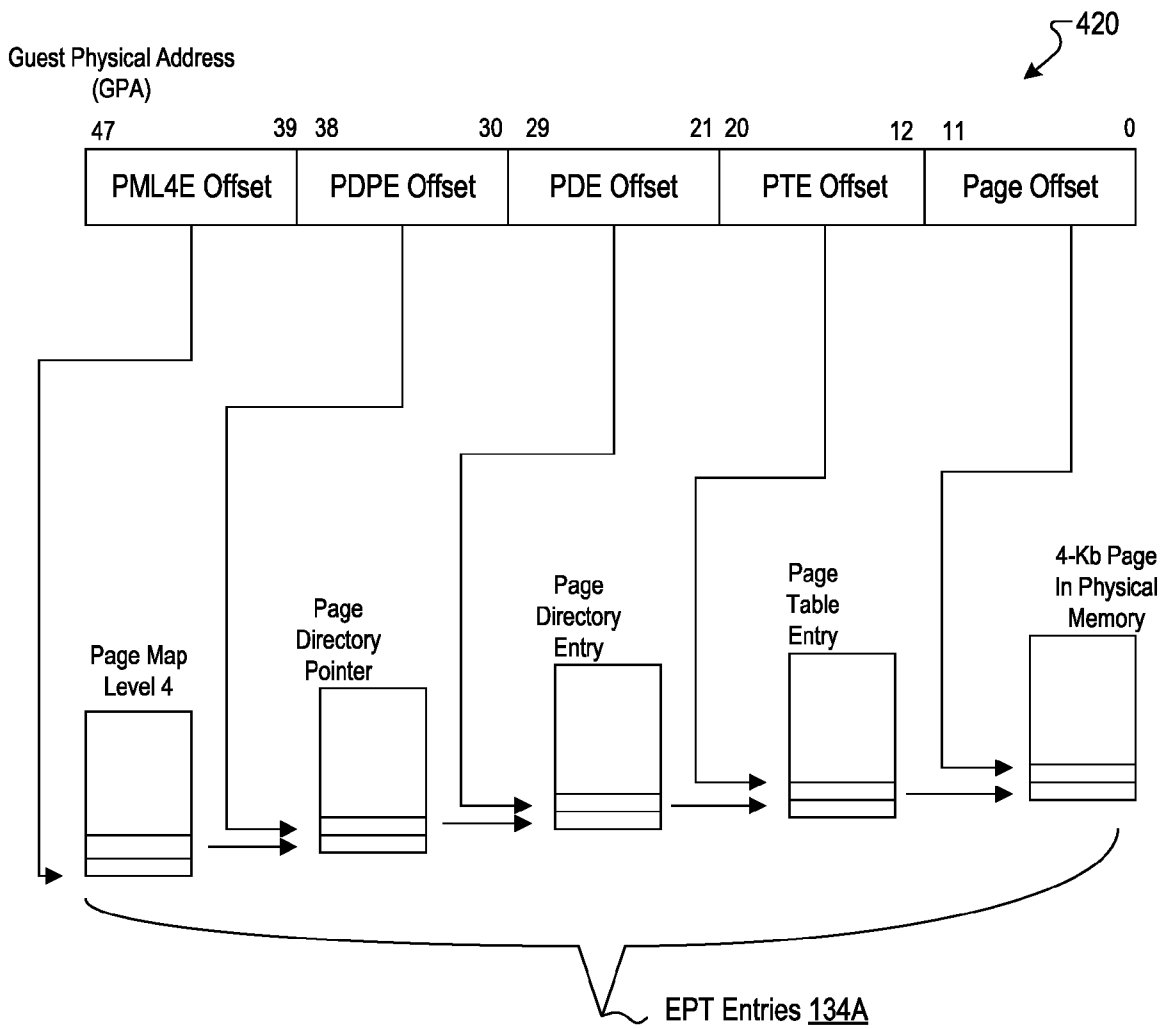 420
Guest Physical Address
(GPA)
47 39 38 30 29 21 20 12 11 0
PML4E Offset PDPE Offset PDE Offset PTE Offset Page Offset
4-Kb Page
In Physical
Memory
Page
Table
Entry
Page
Directory
Entry
Page
Directory
Pointer
Page Map
Level 4
EPT Entries 134A